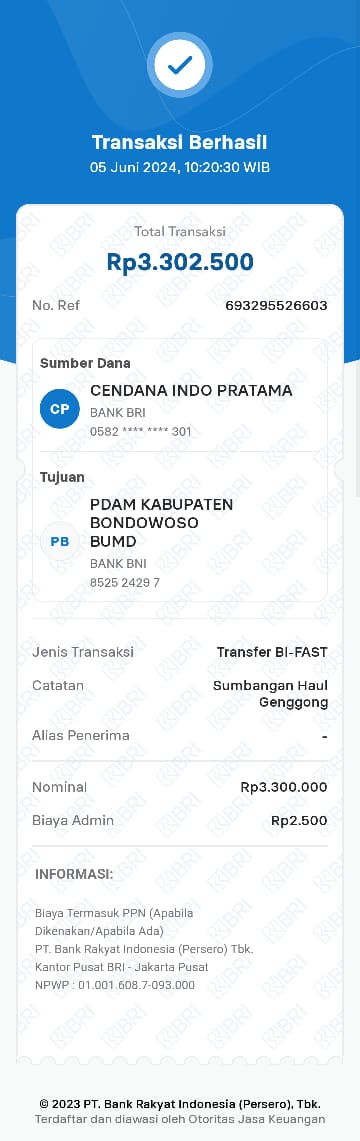 Transaksi Berhasil
05 Juni 2024, 10:20:30 WIB
Total Transaksi
Rp3.302.500
No. Ref 693295526603
Sumber Dana
CP
CENDANA INDO PRATAMA
BANK BRI
0582 **** **** 301
Tujuan
PB
PDAM KABUPATEN
BONDOWOSO
BUMD
BANK BNI
8525 2429 7
Jenis Transaksi Transfer BI-FAST
Catatan Sumbangan Haul
Genggong
Alias Penerima -
Nominal Rp3.300.000
Biaya Admin Rp2.500
INFORMASI:
Biaya Termasuk PPN (Apabila
Dikenakan/Apabila Ada)
PT. Bank Rakyat Indonesia (Persero) Tbk.
Kantor Pusat BRI - Jakarta Pusat
NPWP : 01.001.608.7-093.000
© 2023 PT. Bank Rakyat Indonesia (Persero), Tbk.
Terdaftar dan diawasi oleh Otoritas Jasa Keuangan